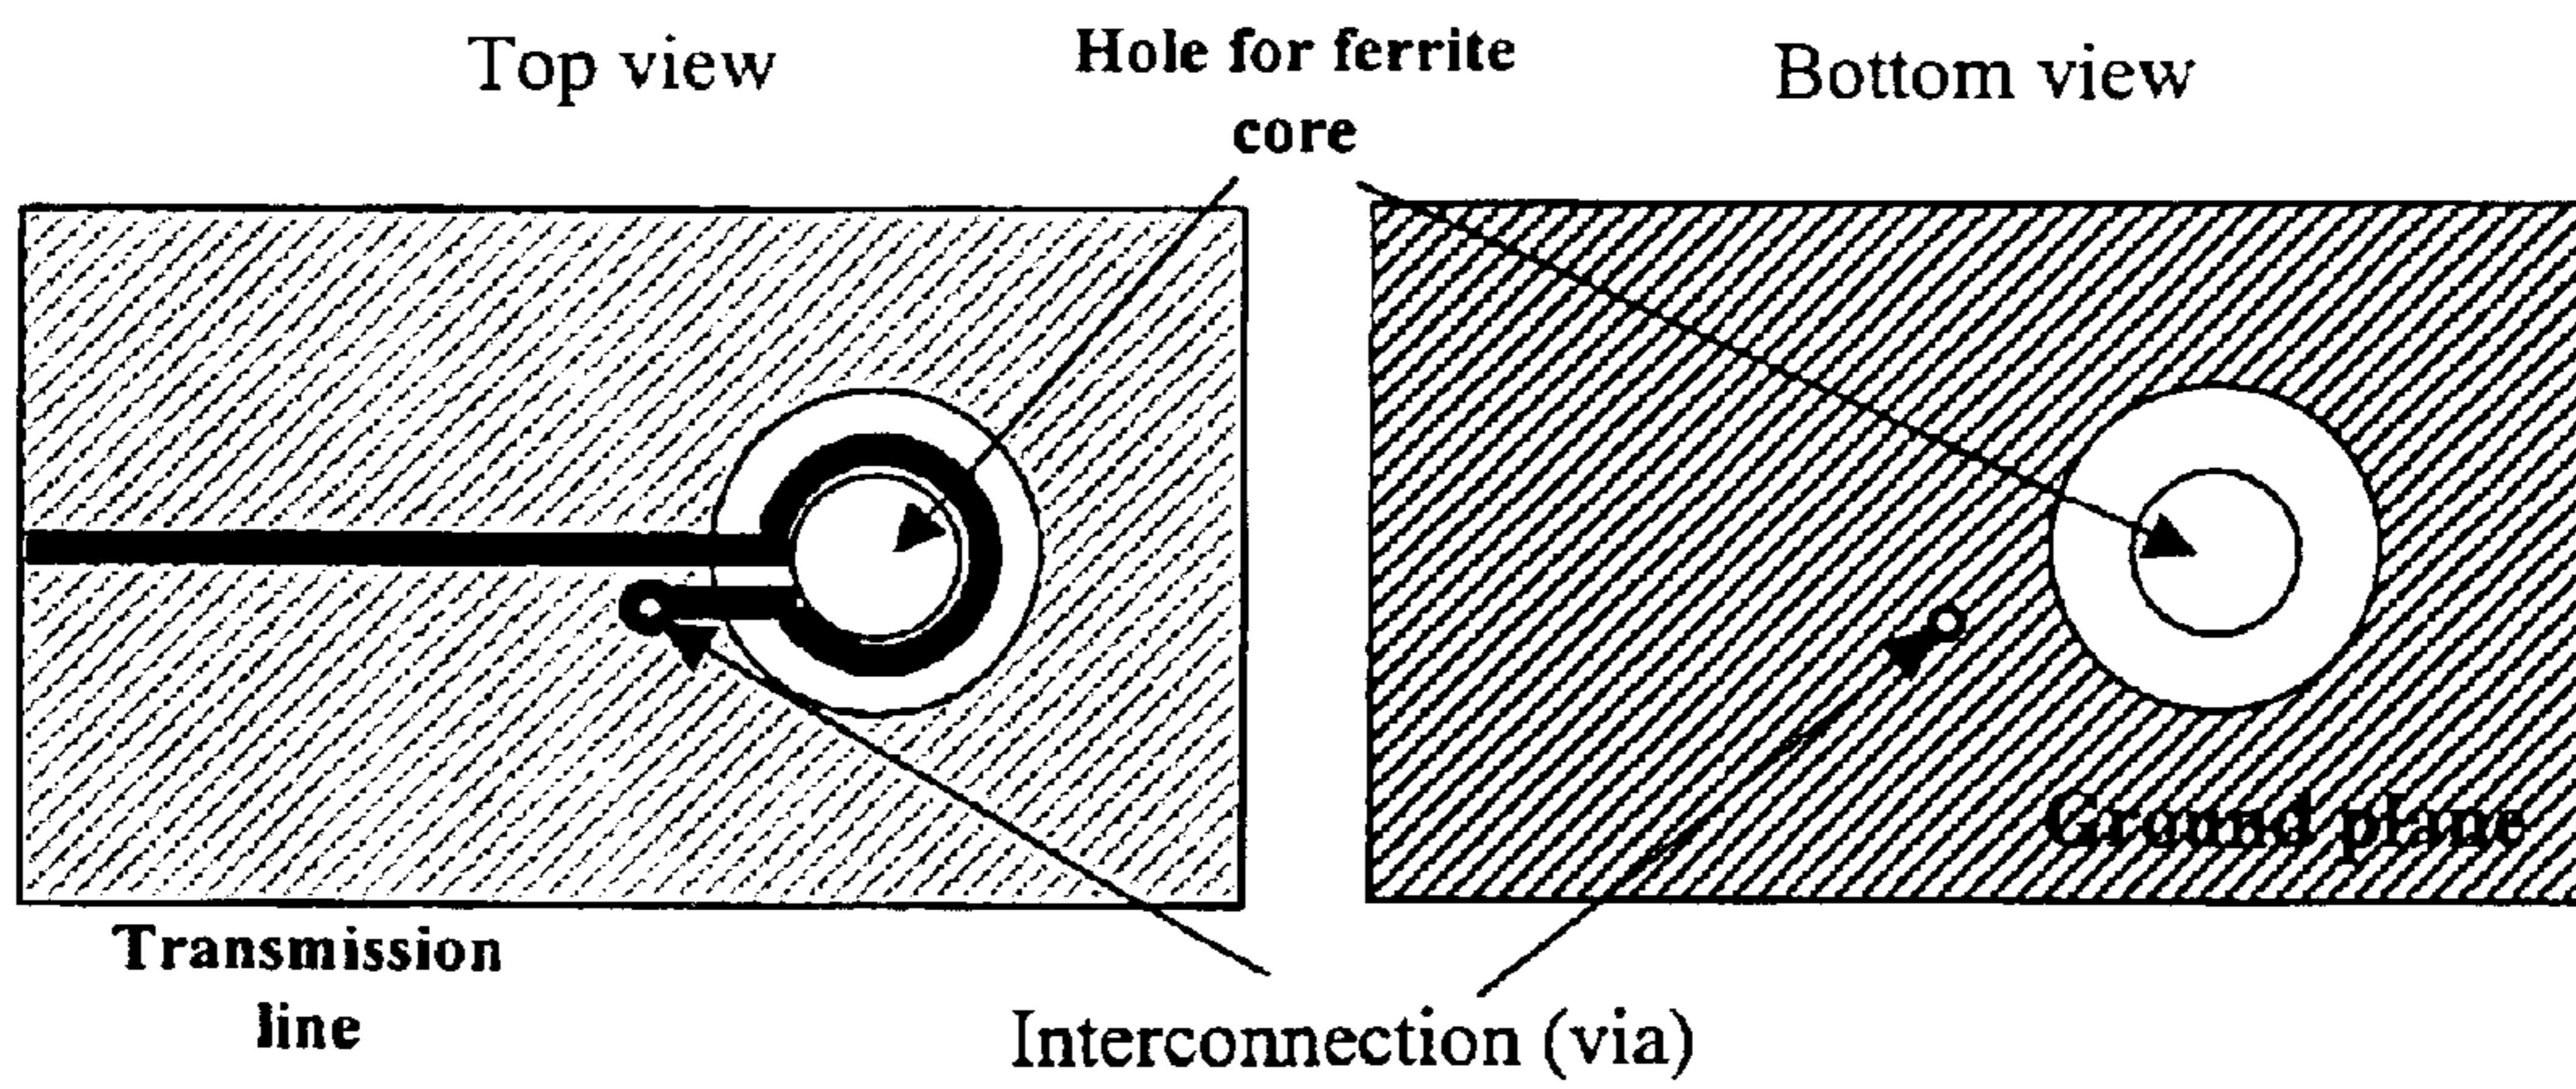 Top view
Hole for ferrite
core
Bottom view
Ground plane
Transmission
line
Interconnection (via)